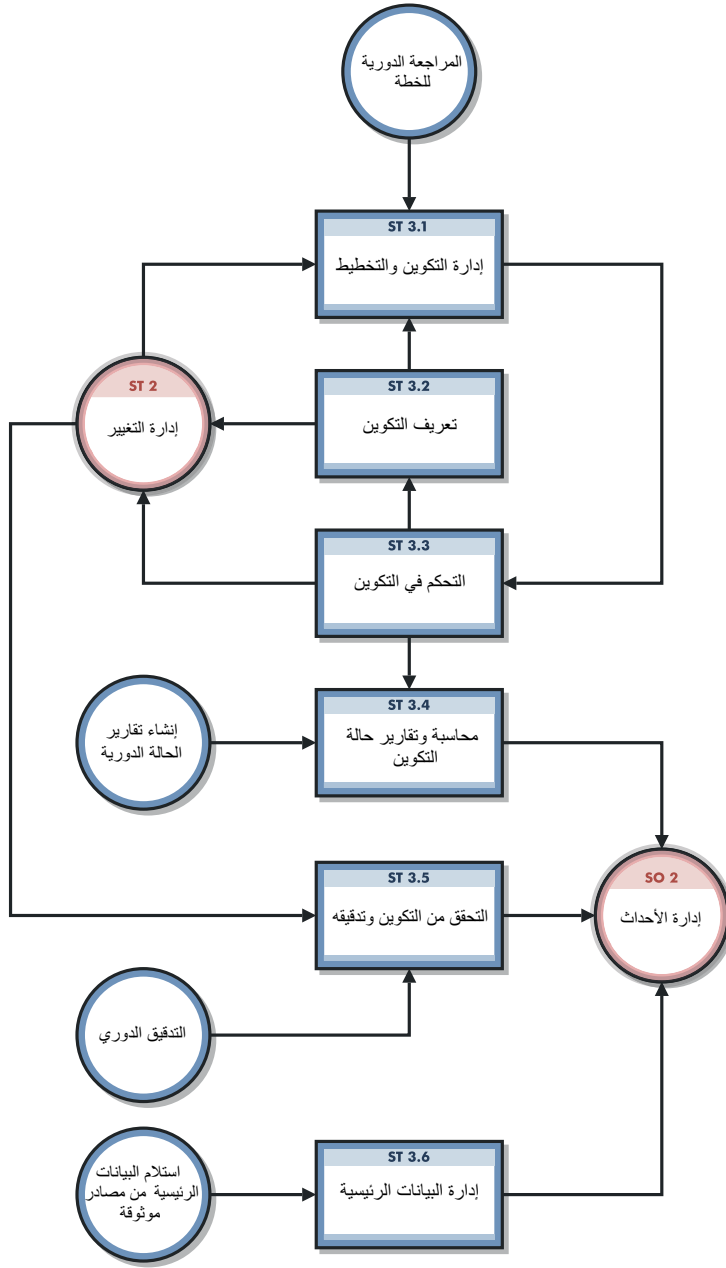 المراجعة الدورية
للخطة
ST 3.1
إدارة التكوين والتخطيط
ST 3.2
تعريف التكوين
ST 2
إدارة التغيير
ST 3.3
التحكم في التكوين
ST 3.4
محاسبة وتقارير حالة
التكوين
إنشاء تقارير
الحالة الدورية
ST 3.5
التحقق من التكوين وتدقيقه
SO 2
إدارة الأحداث
التدقيق الدوري
ST 3.6
إدارة البيانات الرئيسية
استلام البيانات
الرئيسية من مصادر
موثوقة